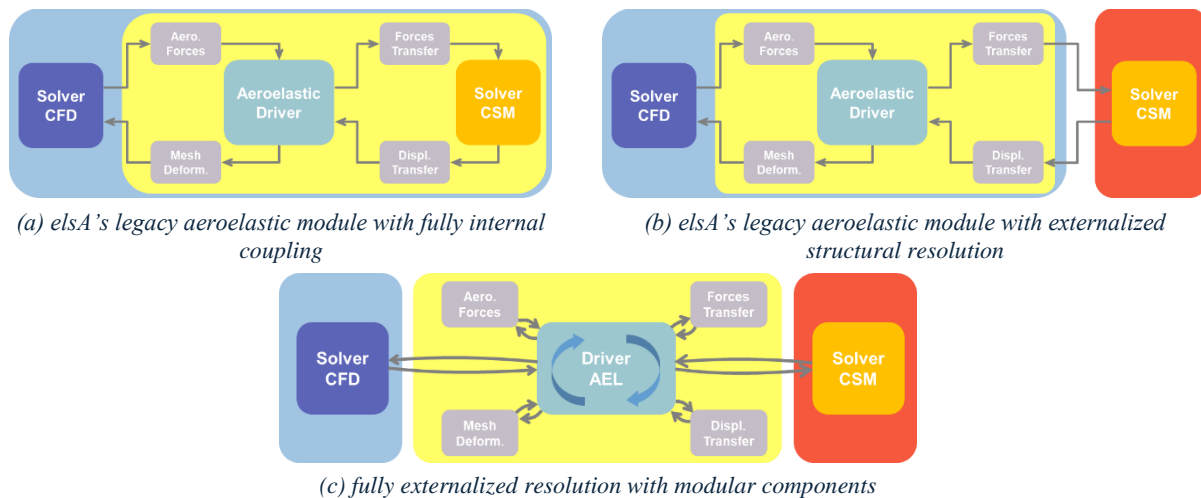 Aero.
Forces
Forces
Transfer
Solver
CFD
Aeroelastic
Driver
Solver
CSM
Mesh
Deform.
Displ.
Transfer
(a) elsA's legacy aeroelastic module with fully internal
coupling
Aero.
Forces
Forces
Transfer
Solver
CFD
Aeroelastic
Driver
Solver
CSM
Mesh
Deform.
Displ.
Transfer
(b) elsA's legacy aeroelastic module with externalized
structural resolution
Aero.
Forces
Forces
Transfer
Solver
CFD
Driver
AEL
Solver
CSM
Mesh
Deform.
Displ.
Transfer
(c) fully externalized resolution with modular components